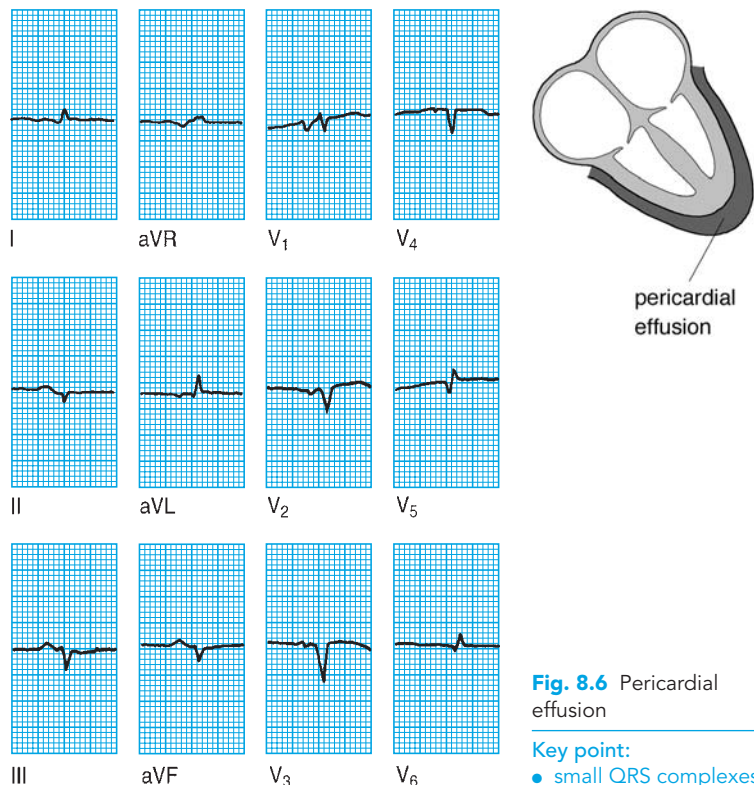 I aVR V₁ V₄
pericardial
effusion
II aVL V₂ V₅
III aVF V₃ V₆
Fig. 8.6 Pericardial
effusion
Key point:
• small QRS complexes